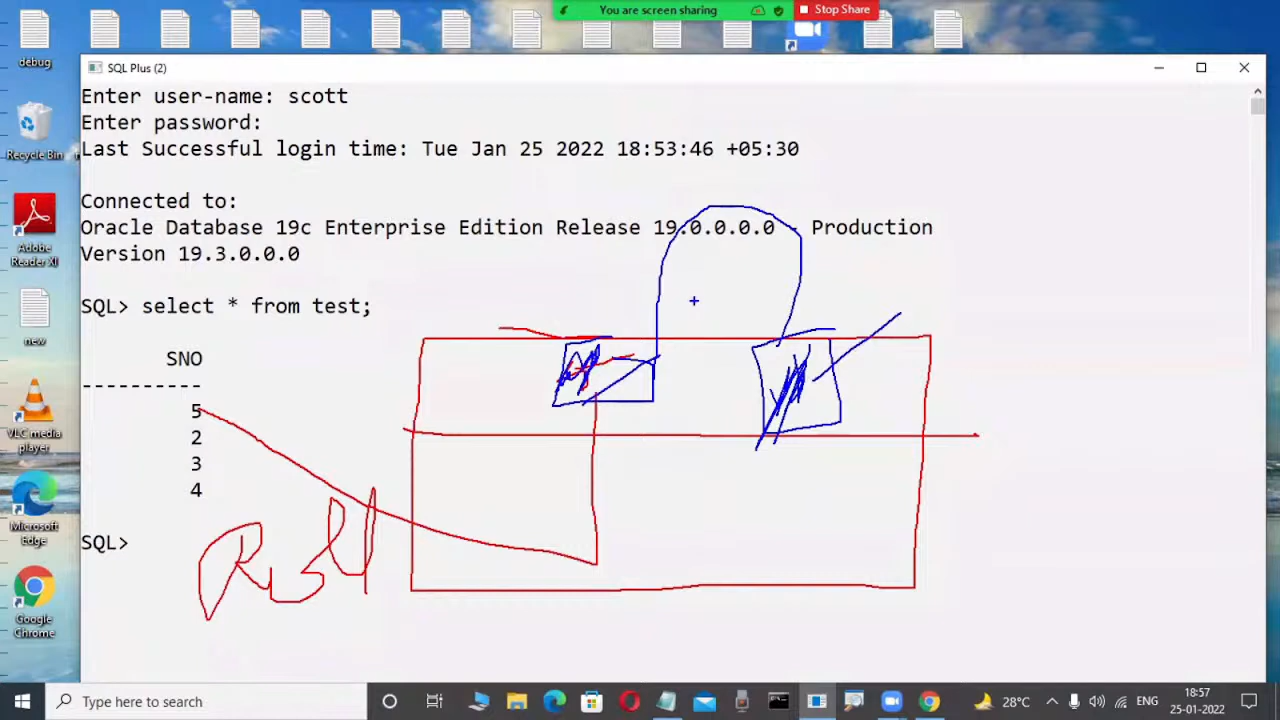 You are screen sharing
Stop Share
debug
SQL Plus (2)
Enter user-name: scott
Enter password:
Recycle Bin
Last Successful login time: Tue Jan 25 2022 18:53:46 +05:30
Connected to:
Oracle Database 19c Enterprise Edition Release 19.0.0.0.0 - Production
Version 19.3.0.0.0
Adobe
Reader XI
SQL> select * from test;
new
SNO
----------
5
2
3
4
VLC media
player
SQL>
Microsoft
Edge
Google
Chrome
Type here to search
28°C
ENG
18:57
25-01-2022